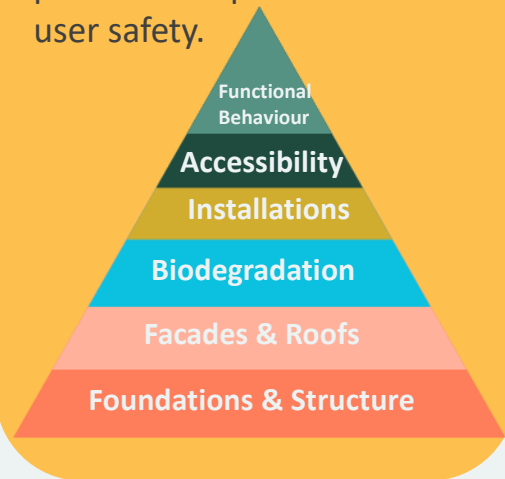 user safety.
Functional
Behaviour
Accessibility
Installations
Biodegradation
Facades & Roofs
Foundations & Structure